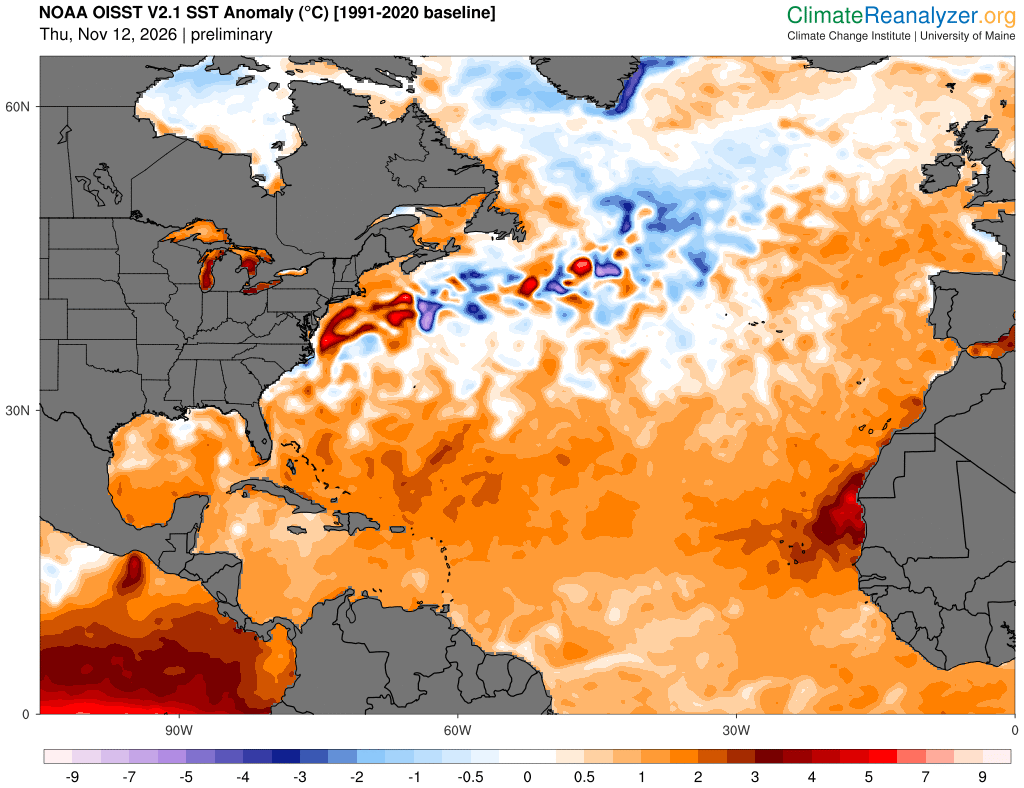 NOAA OISST V2.1 SST Anomaly (°C) [1991-2020 baseline]
Thu, Nov 12, 2026 | preliminary
ClimateReanalyzer.org
Climate Change Institute | University of Maine
60N
30N
0
90W
60W
30W
0
-9 -7 -5 -4 -3 -2 -1 -0.5 0 0.5 1 2 3 4 5 7 9